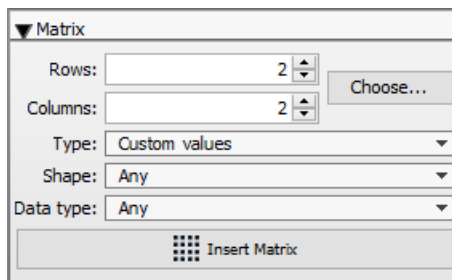 Matrix
Rows: 2
Choose...
Columns: 2
Type: Custom values
Shape: Any
Data type: Any
Insert Matrix